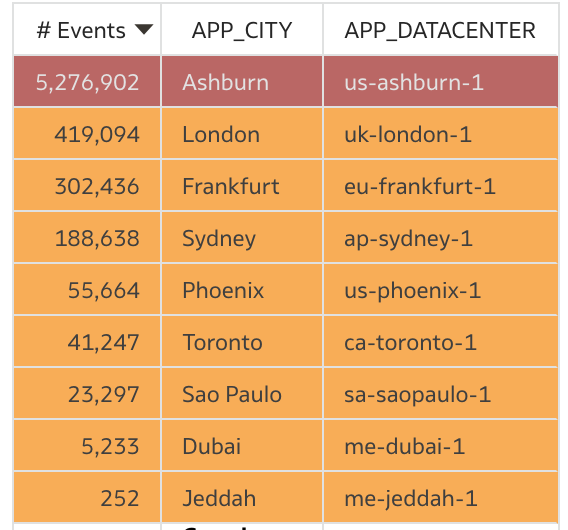 # Events ▼ APP_CITY APP_DATACENTER
5,276,902 Ashburn us-ashburn-1
419,094 London uk-london-1
302,436 Frankfurt eu-frankfurt-1
188,638 Sydney ap-sydney-1
55,664 Phoenix us-phoenix-1
41,247 Toronto ca-toronto-1
23,297 Sao Paulo sa-saopaulo-1
5,233 Dubai me-dubai-1
252 Jeddah me-jeddah-1